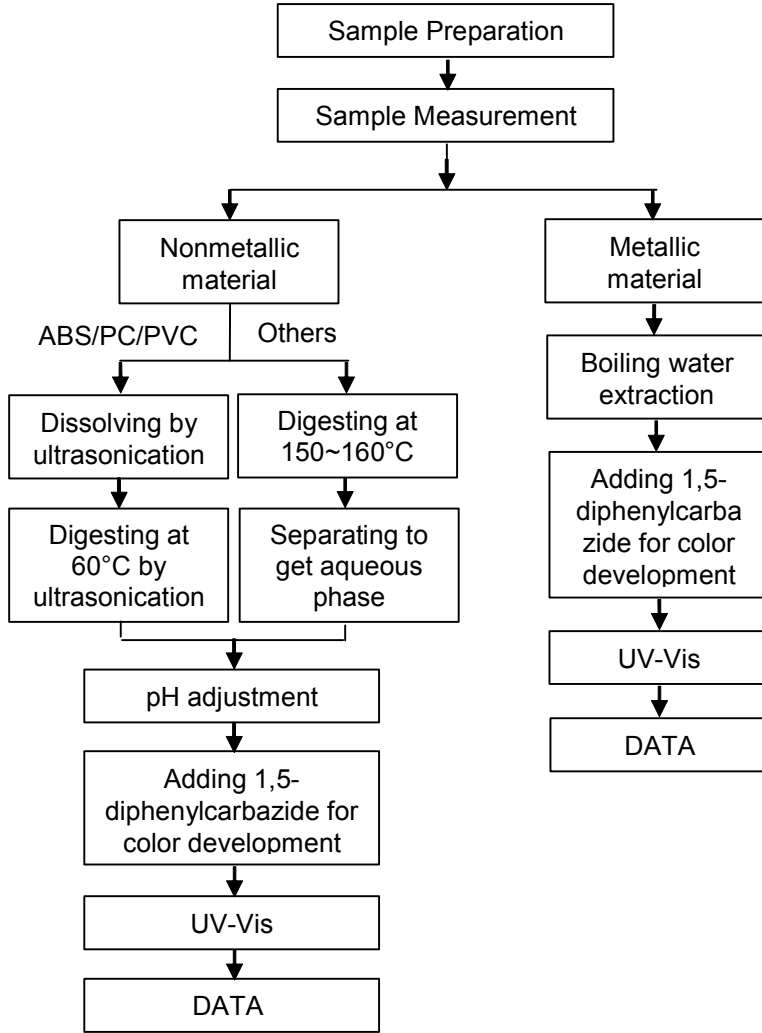 Sample Preparation
Sample Measurement
Nonmetallic
material
Metallic
material
ABS/PC/PVC
Others
Boiling water
extraction
Dissolving by
ultrasonication
Digesting at
150~160°C
Adding 1,5-
diphenylcarba
zide for color
development
Digesting at
60°C by
ultrasonication
Separating to
get aqueous
phase
UV-Vis
pH adjustment
DATA
Adding 1,5-
diphenylcarbazide for
color development
UV-Vis
DATA